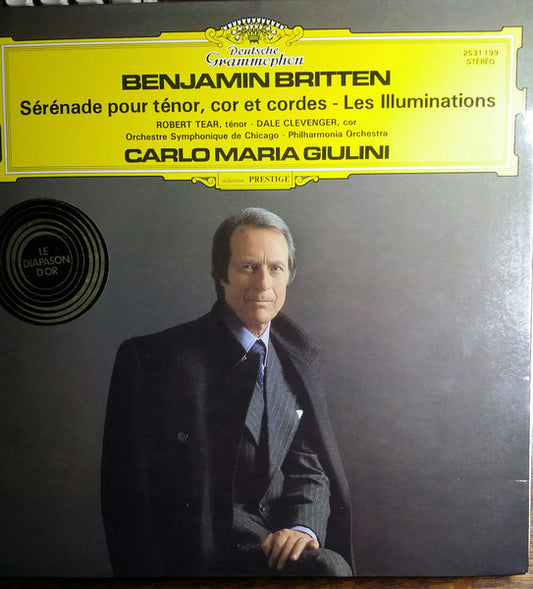 Deutsche
Grammophon
2531 199
STÉRÉO
BENJAMIN BRITTEN
Sérénade pour ténor, cor et cordes - Les Illuminations
ROBERT TEAR, ténor - DALE CLEVENGER, cor
Orchestre Symphonique de Chicago - Philharmonia Orchestra
CARLO MARIA GIULINI
collection PRESTIGE
LE
DIAPASON
D'OR